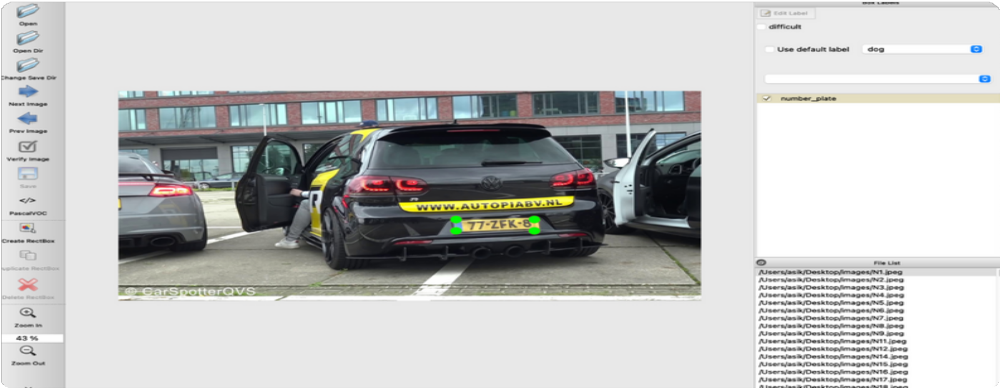 Open
Open Dir
Change Save Dir
Next Image
Prev Image
Verify Image
Save
</>
PascalVOC
Create RectBox
uplicate RectBox
Delete RectBox
Zoom In
43 %
Zoom Out
WWW.AUTOPIABV.NL
77-ZFK-8
R
© CarSpotterQVS
Box Labels
Edit Label
difficult
Use default label
dog
number_plate
File List
/Users/asik/Desktop/images/N1.jpeg
/Users/asik/Desktop/images/N2.jpeg
/Users/asik/Desktop/images/N3.jpeg
/Users/asik/Desktop/images/N4.jpeg
/Users/asik/Desktop/images/N5.jpeg
/Users/asik/Desktop/images/N6.jpeg
/Users/asik/Desktop/images/N7.jpeg
/Users/asik/Desktop/images/N8.jpeg
/Users/asik/Desktop/images/N9.jpeg
/Users/asik/Desktop/images/N11.jpeg
/Users/asik/Desktop/images/N12.jpeg
/Users/asik/Desktop/images/N14.jpeg
/Users/asik/Desktop/images/N15.jpeg
/Users/asik/Desktop/images/N16.jpeg
/Users/asik/Desktop/images/N17.jpeg
/Users/asik/Desktop/images/N18.jpeg